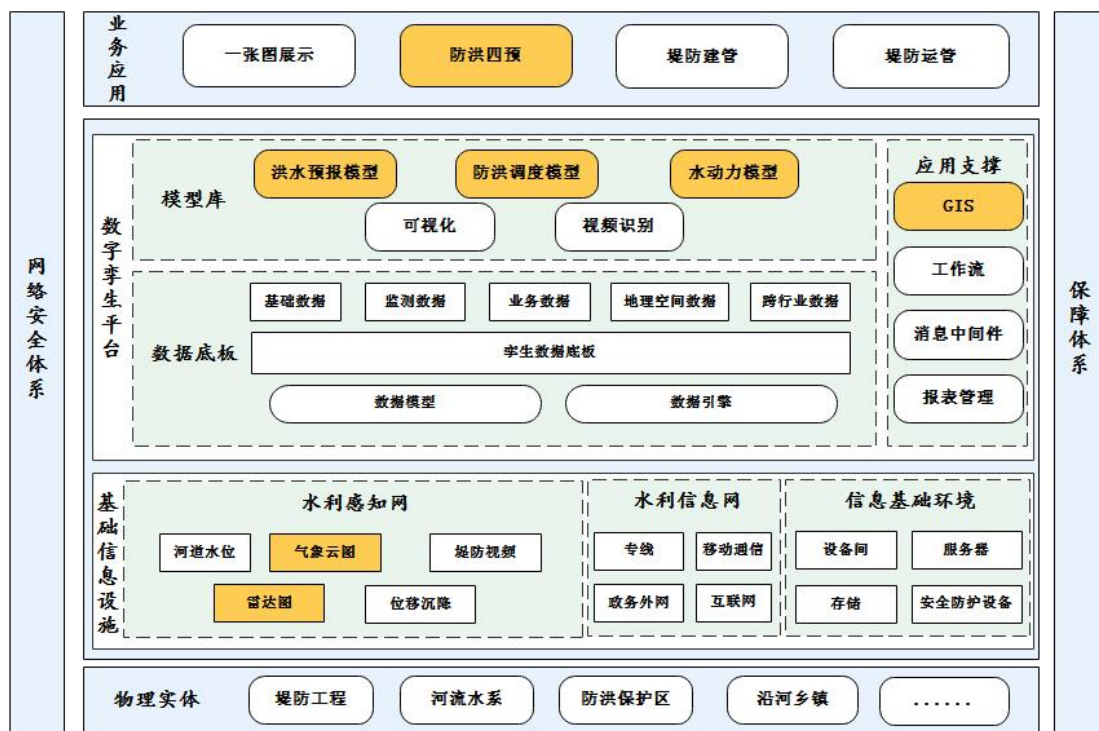 网络安全体系
业务应用
一张图展示
防洪四预
堤防建管
堤防运管
数字孪生平台
模型库
洪水预报模型
防洪调度模型
水动力模型
可视化
视频识别
数据底板
基础数据
监测数据
业务数据
地理空间数据
跨行业数据
孪生数据底板
数据模型
数据引擎
应用支撑
GIS
工作流
消息中间件
报表管理
基础信息设施
水利感知网
河道水位
气象云图
堤防视频
雷达图
位移沉降
水利信息网
专线
移动通信
政务外网
互联网
信息基础环境
设备间
服务器
存储
安全防护设备
物理实体
堤防工程
河流水系
防洪保护区
沿河乡镇
......
保障体系